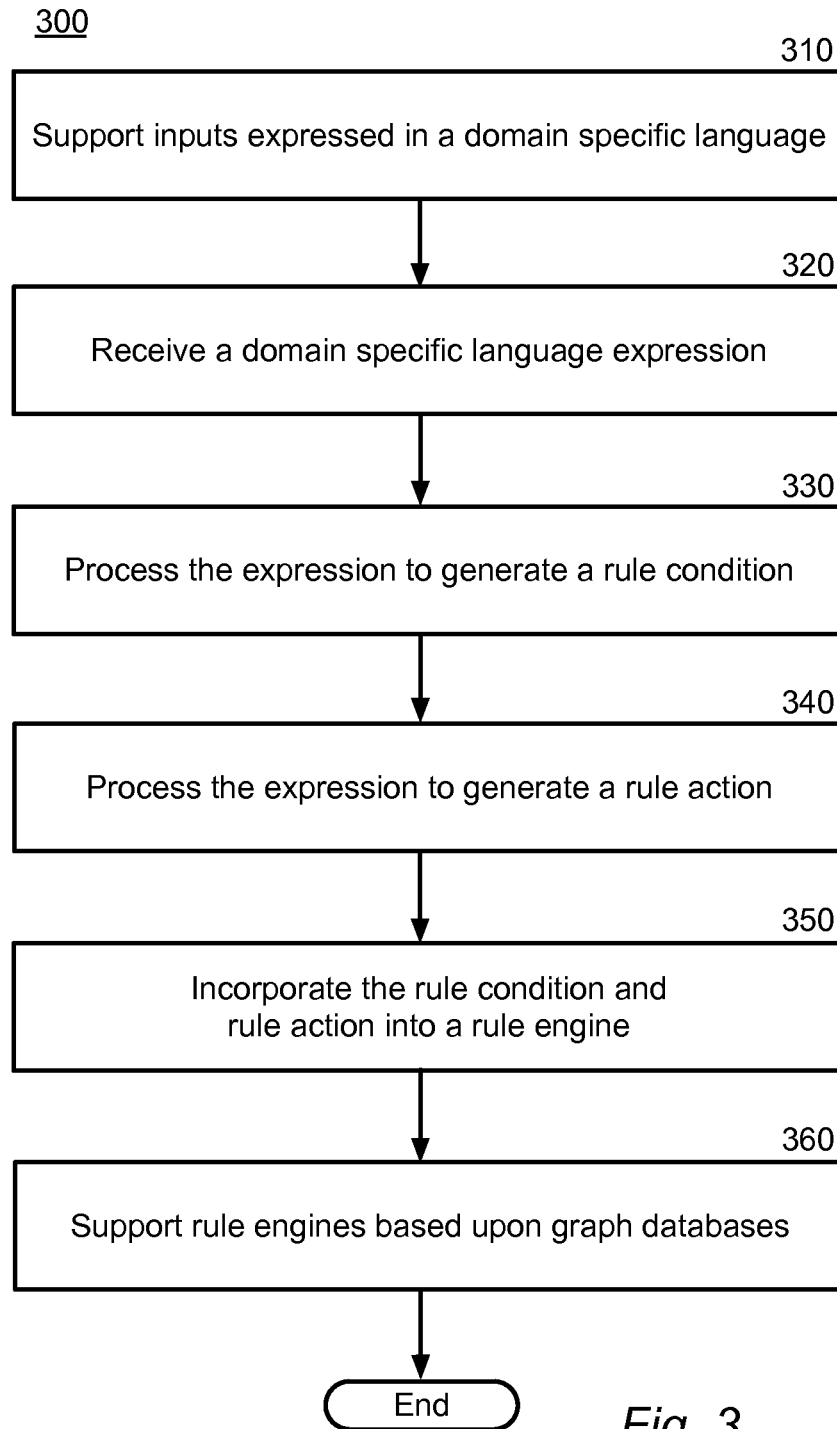 300
310
Support inputs expressed in a domain specific language
320
Receive a domain specific language expression
330
Process the expression to generate a rule condition
340
Process the expression to generate a rule action
350
Incorporate the rule condition and
rule action into a rule engine
360
Support rule engines based upon graph databases
End
Fig. 3